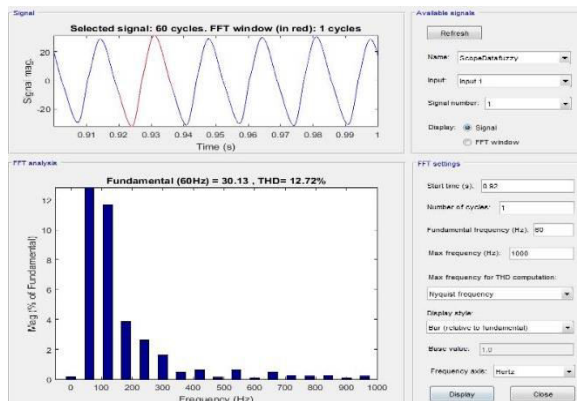 Signal
Selected signal: 60 cycles. FFT window (in red): 1 cycles
Signal mag.
20
0
-20
0.91 0.92 0.93 0.94 0.95 0.96 0.97 0.98 0.99 1
Time (s)
FFT analysis
Fundamental (60Hz) = 30.13 , THD= 12.72%
Mag (% of Fundamental)
12
10
8
6
4
2
0
0 100 200 300 400 500 600 700 800 900 1000
Frequency (Hz)
Available signals
Refresh
Name: ScopeDatafuzzy
Input: input 1
Signal number: 1
Display: Signal
FFT window
FFT settings
Start time (s): 0.92
Number of cycles: 1
Fundamental frequency (Hz): 60
Max frequency (Hz): 1000
Max frequency for THD computation:
Nyquist frequency
Display style:
Bar (relative to fundamental)
Base value: 1.0
Frequency axis: Hertz
Display Close